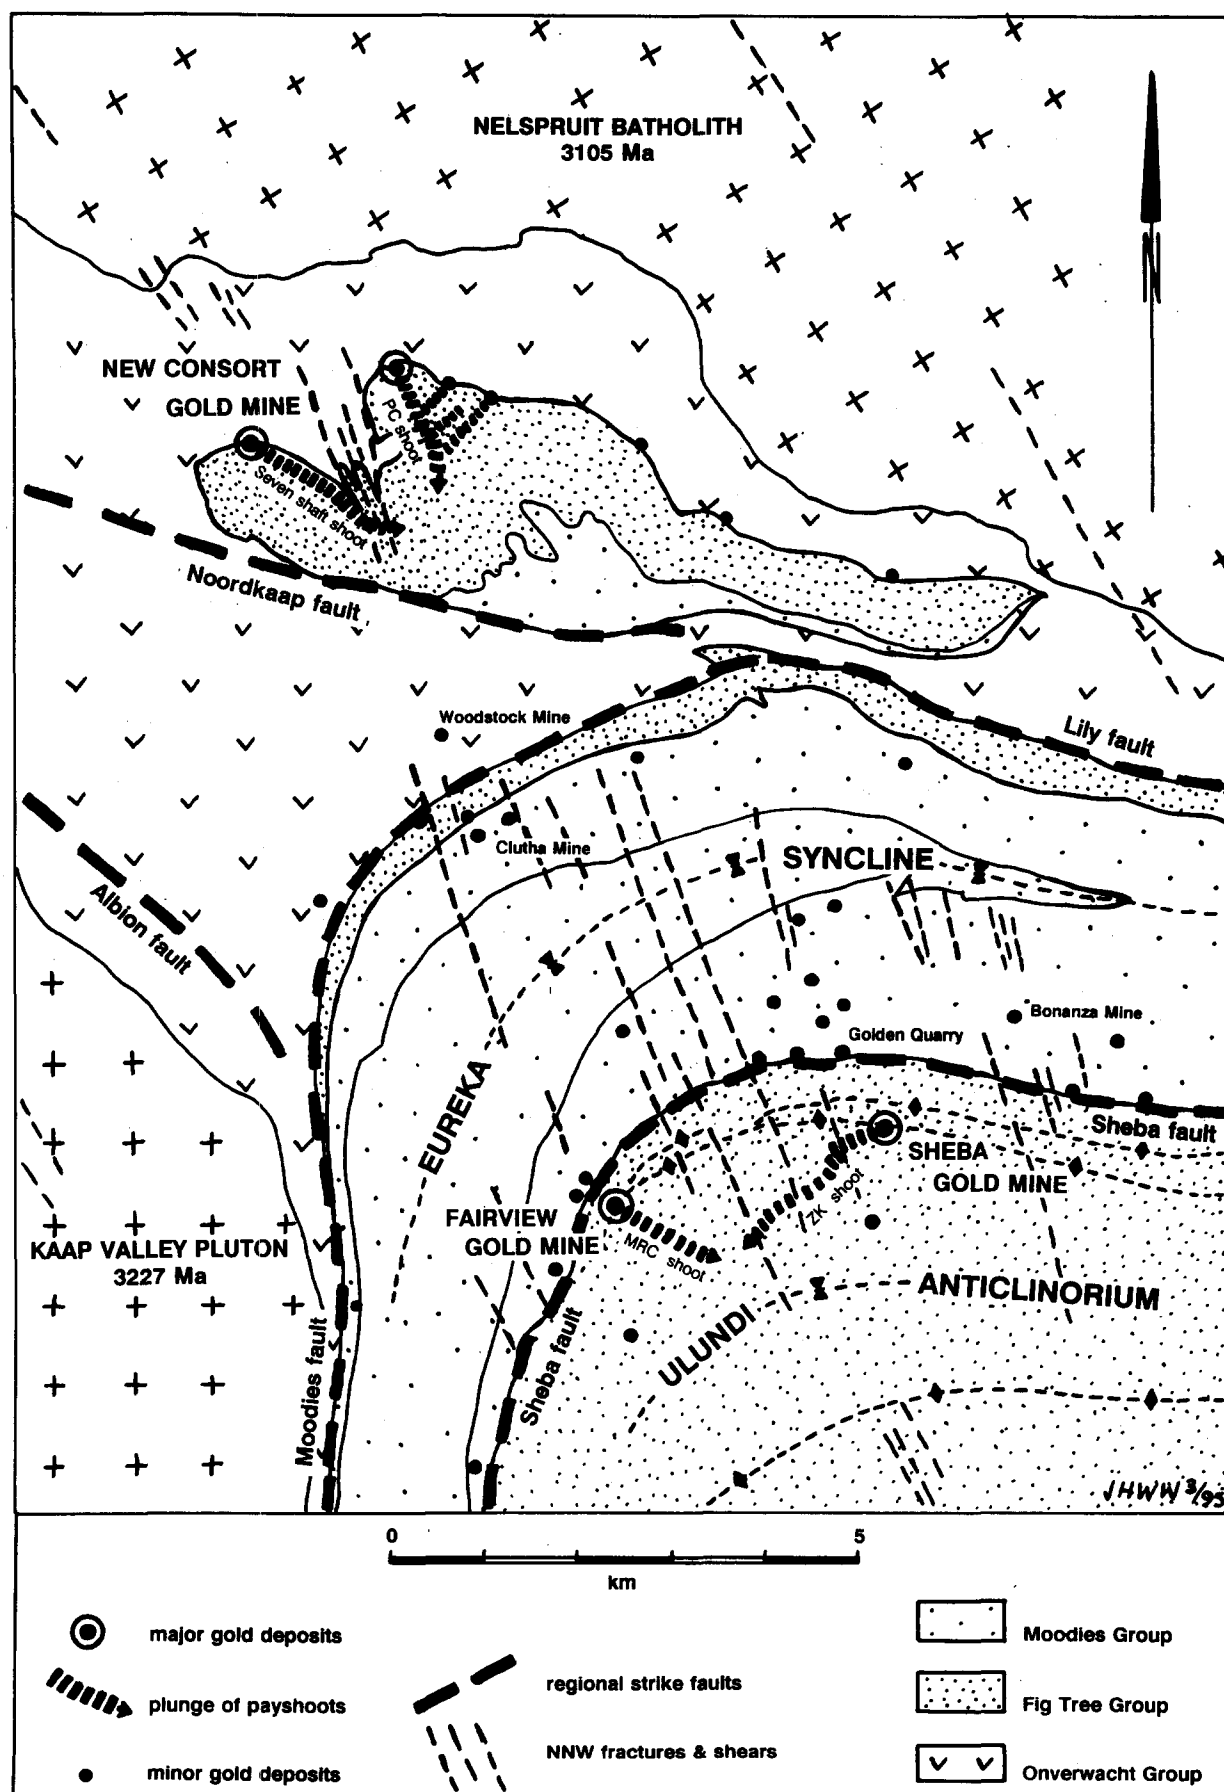 NELSPRUIT BATHOLITH
3105 Ma
N
NEW CONSORT
GOLD MINE
PC shoot
Seven shaft shoot
Noordkaap fault
Woodstock Mine
Lily fault
Clutha Mine
SYNCLINE
Albion fault
Bonanza Mine
Golden Quarry
EUREKA
Sheba fault
SHEBA
GOLD MINE
ZK shoot
FAIRVIEW
GOLD MINE
MRC shoot
KAAP VALLEY PLUTON
3227 Ma
ANTICLINORIUM
ULUNDI
Sheba fault
Moodies fault
JHWW 3/95
0 5
km
major gold deposits
plunge of payshoots
minor gold deposits
regional strike faults
NNW fractures & shears
Moodies Group
Fig Tree Group
Onverwacht Group